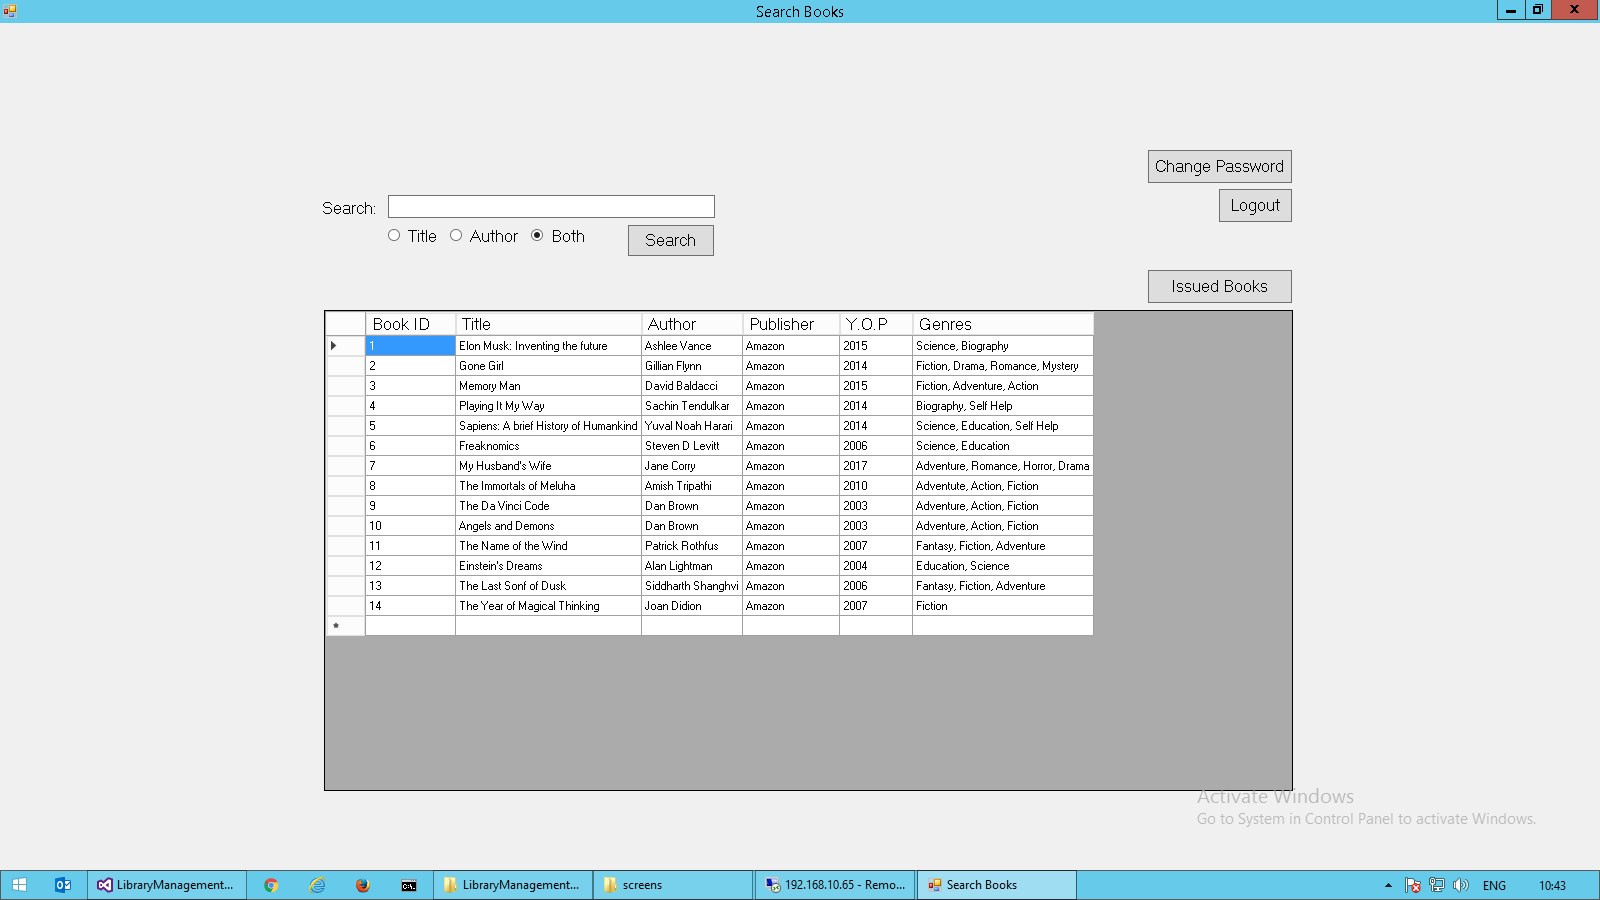 Search Books
Change Password
Search:
Logout
Title Author Both Search
Issued Books
Book ID Title Author Publisher Y.O.P Genres
1 Elon Musk: Inventing the future Ashlee Vance Amazon 2015 Science, Biography
2 Gone Girl Gillian Flynn Amazon 2014 Fiction, Drama, Romance, Mystery
3 Memory Man David Baldacci Amazon 2015 Fiction, Adventure, Action
4 Playing It My Way Sachin Tendulkar Amazon 2014 Biography, Self Help
5 Sapiens: A brief History of Humankind Yuval Noah Harari Amazon 2014 Science, Education, Self Help
6 Freaknomics Steven D Levitt Amazon 2006 Science, Education
7 My Husband's Wife Jane Corry Amazon 2017 Adventure, Romance, Horror, Drama
8 The Immortals of Meluha Amish Tripathi Amazon 2010 Adventute, Action, Fiction
9 The Da Vinci Code Dan Brown Amazon 2003 Adventure, Action, Fiction
10 Angels and Demons Dan Brown Amazon 2003 Adventure, Action, Fiction
11 The Name of the Wind Patrick Rothfus Amazon 2007 Fantasy, Fiction, Adventure
12 Einstein's Dreams Alan Lightman Amazon 2004 Education, Science
13 The Last Sonf of Dusk Siddharth Shanghvi Amazon 2006 Fantasy, Fiction, Adventure
14 The Year of Magical Thinking Joan Didion Amazon 2007 Fiction
Activate Windows
Go to System in Control Panel to activate Windows.
LibraryManagement... LibraryManagement... screens 192.168.10.65 - Remo... Search Books ENG 10:43